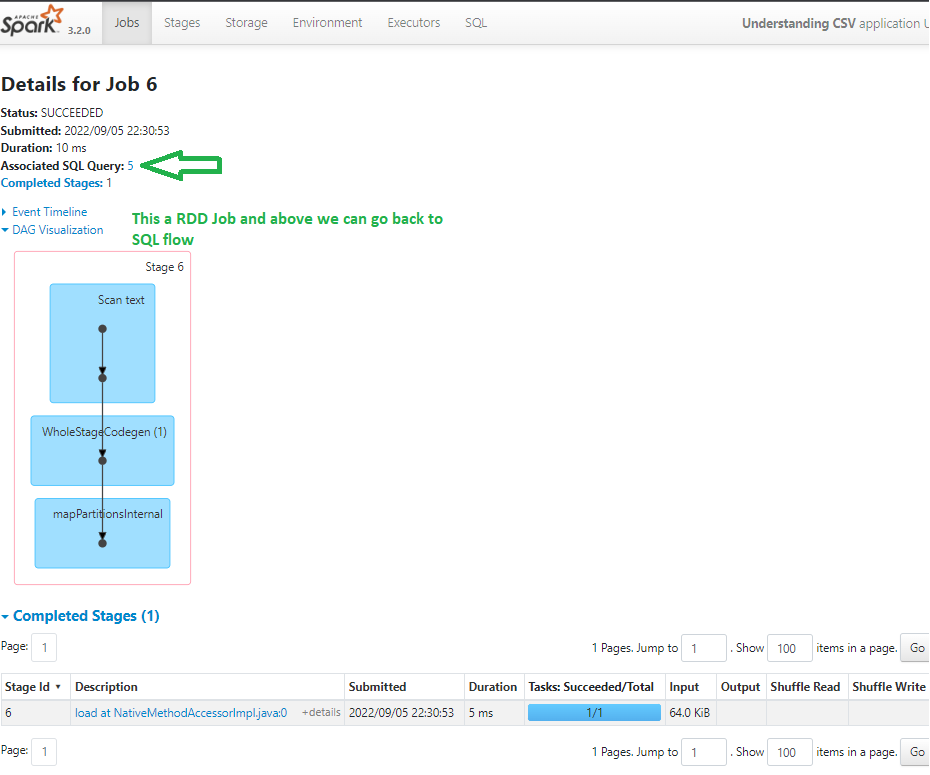 APACHE
Spark 3.2.0 Jobs Stages Storage Environment Executors SQL Understanding CSV application U
Details for Job 6
Status: SUCCEEDED
Submitted: 2022/09/05 22:30:53
Duration: 10 ms
Associated SQL Query: 5
Completed Stages: 1
Event Timeline
DAG Visualization
This a RDD Job and above we can go back to
SQL flow
Stage 6
Scan text
WholeStageCodegen (1)
mapPartitionsInternal
Completed Stages (1)
Page: 1 1 Pages. Jump to 1 . Show 100 items in a page. Go
Stage Id ▾ Description Submitted Duration Tasks: Succeeded/Total Input Output Shuffle Read Shuffle Write
6 load at NativeMethodAccessorImpl.java:0 +details 2022/09/05 22:30:53 5 ms 1/1 64.0 KiB
Page: 1 1 Pages. Jump to 1 . Show 100 items in a page. Go